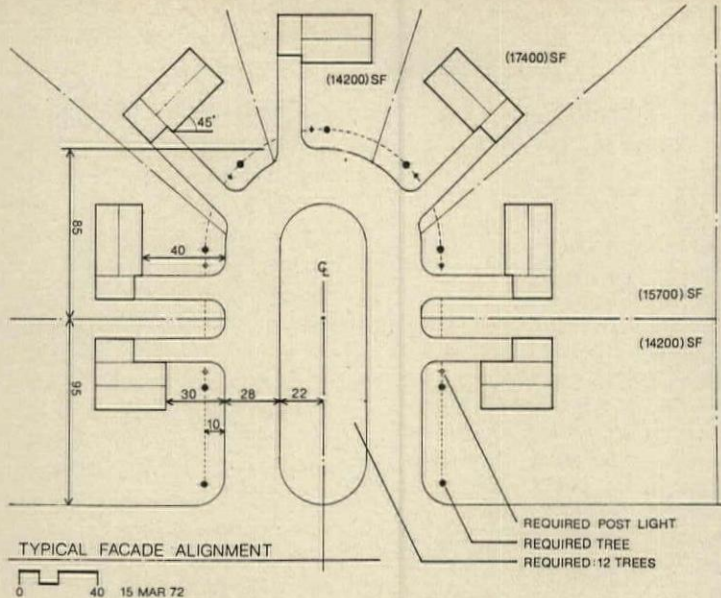 (14200) SF
(17400) SF
45°
85
40
℄
(15700) SF
(14200) SF
95
30
28
22
10
REQUIRED POST LIGHT
REQUIRED TREE
REQUIRED: 12 TREES
TYPICAL FACADE ALIGNMENT
0 40 15 MAR 72